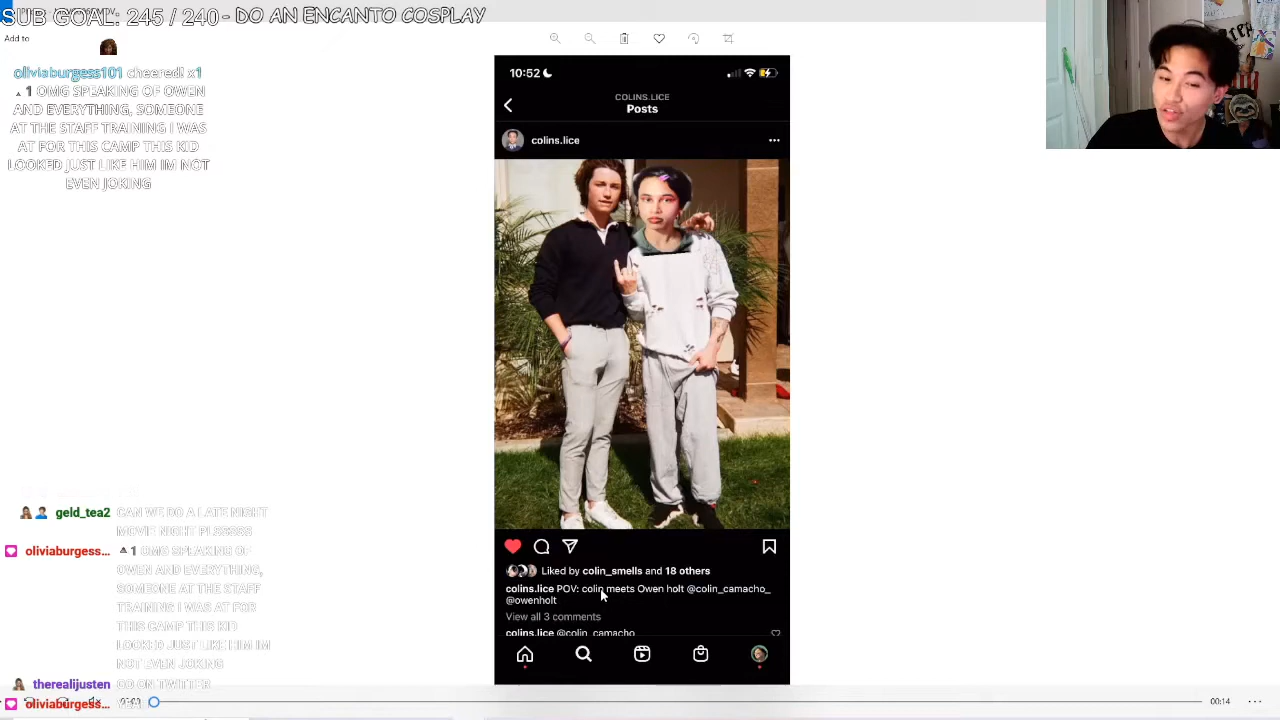 SUB GOAL: 245 / 240 - DO AN ENCANTO COSPLAY
Add to
oliviaburgess101 cheered! x1
1 OMG SPEAKING OF OWEN
AND EVERYTHING, SOMEONE
AT THE STAFF TRAINING I WAS
AT FOR THIS CAMP THIS KID
LOOKED JUST LIKE HIM IM NOT
EVEN JOKING
10:52
COLINS.LICE
Posts
colins.lice
Liked by colin_smells and 18 others
colins.lice POV: colin meets Owen holt @colin_camacho_
@owenholt
View all 3 comments
colins.lice @colin_camacho
geld_tea2 CAN WE DO A LATE NIGHT
MOVIE NIGHT PLSSSSS
oliviaburgess... 1 OMG SPEAKING OF
OWEN AND EVERYTHING,
SOMEONE AT THE STAFF
TRAINING I WAS AT FOR
THIS CAMP THIS KID
LOOKED JUST LIKE HIM IM
NOT EVEN JOKING
therealijusten GO ON TWITTER
oliviaburgess...
00:14